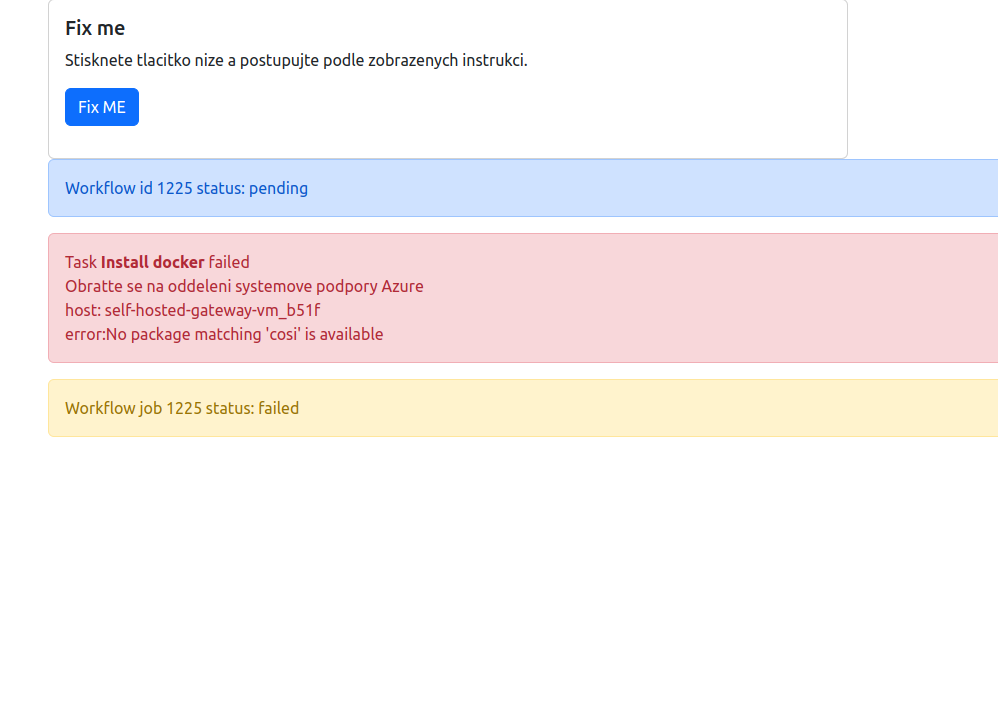 Fix me
Stisknete tlacitko nize a postupujte podle zobrazenych instrukci.
Fix ME
Workflow id 1225 status: pending
Task Install docker failed
Obratte se na oddeleni systemove podpory Azure
host: self-hosted-gateway-vm_b51f
error:No package matching 'cosi' is available
Workflow job 1225 status: failed